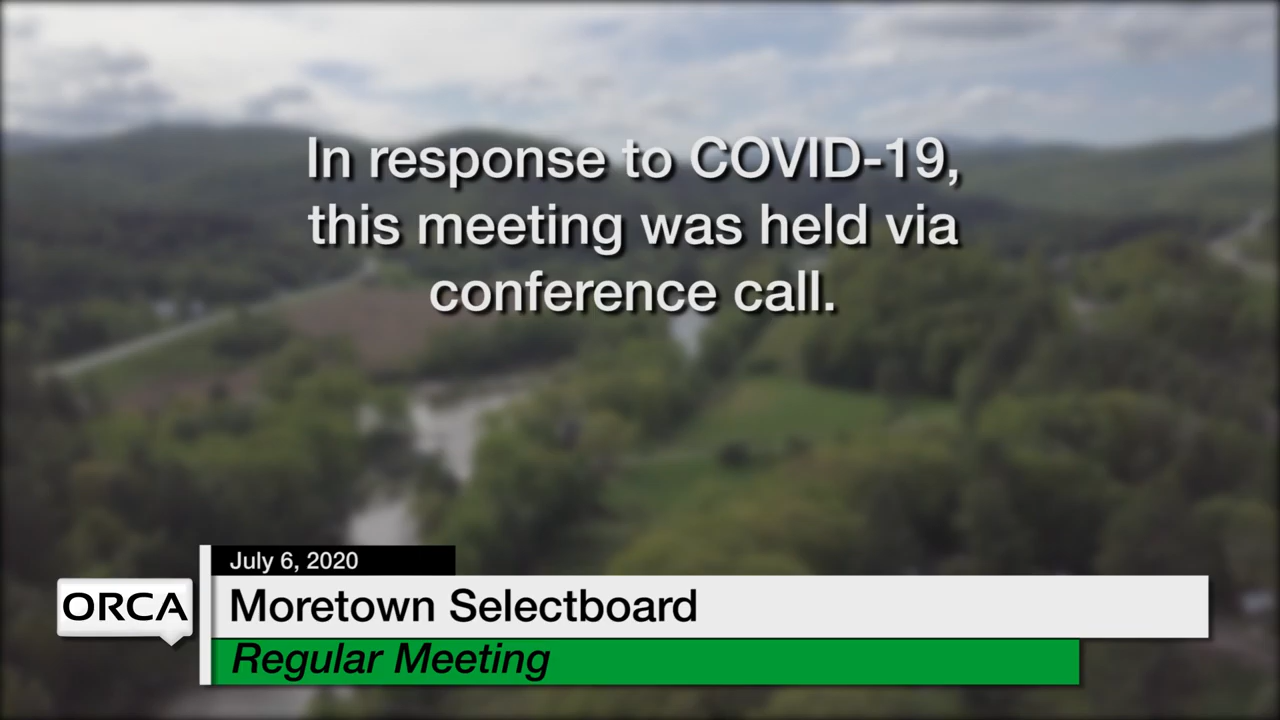 In response to COVID-19,
this meeting was held via
conference call.
July 6, 2020
ORCA
Moretown Selectboard
Regular Meeting